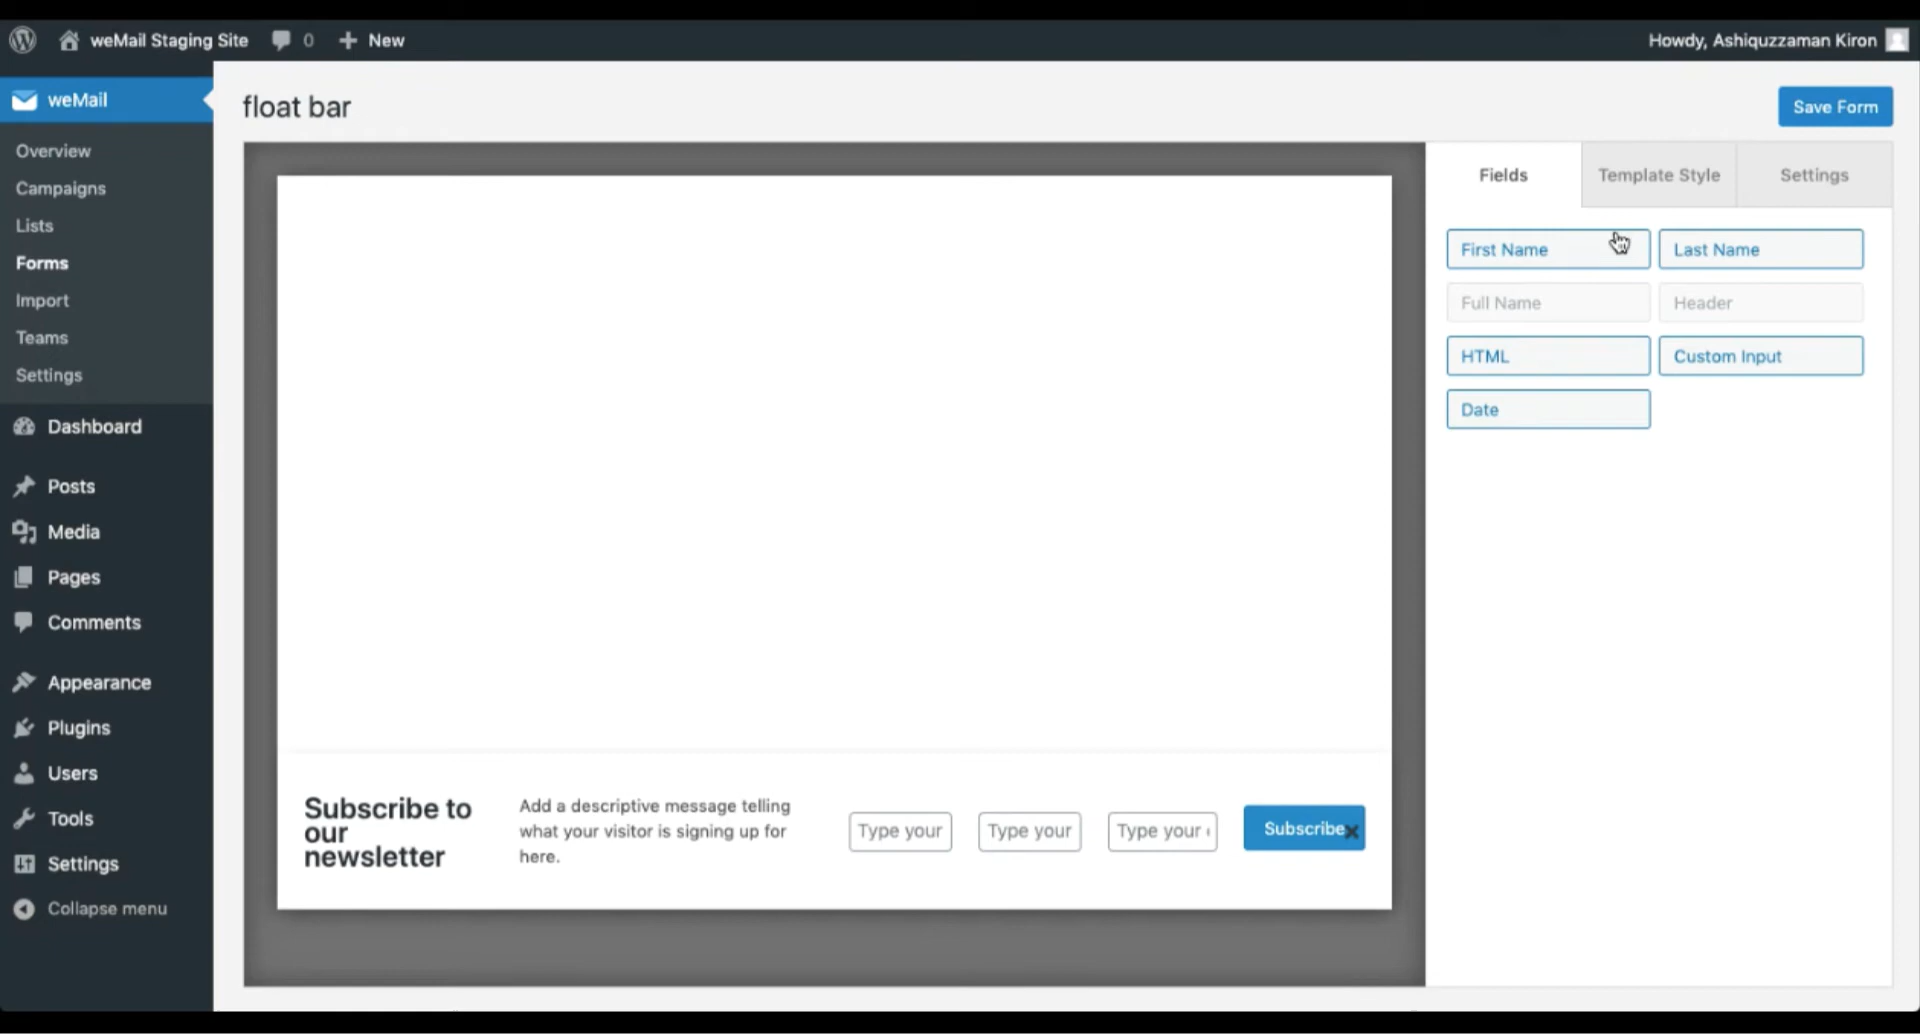 weMail Staging Site
0
New
Howdy, Ashiquzzaman Kiron
weMail
Overview
Campaigns
Lists
Forms
Import
Teams
Settings
Dashboard
Posts
Media
Pages
Comments
Appearance
Plugins
Users
Tools
Settings
Collapse menu
float bar
Save Form
Fields
Template Style
Settings
First Name
Last Name
Full Name
Header
HTML
Custom Input
Date
Subscribe to
our
newsletter
Add a descriptive message telling
what your visitor is signing up for
here.
Type your
Type your
Type your
Subscribe